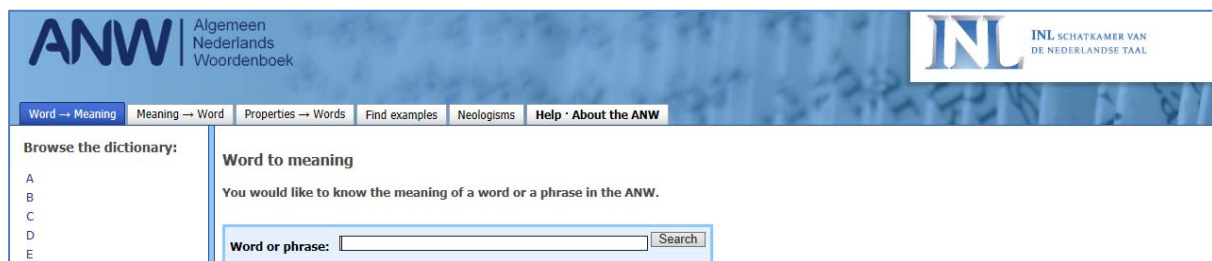 ANW
Algemeen
Nederlands
Woordenboek
INL
INL SCHATKAMER VAN
DE NEDERLANDSE TAAL
Word → Meaning Meaning → Word Properties → Words Find examples Neologisms Help · About the ANW
Browse the dictionary:
A
B
C
D
E
Word to meaning
You would like to know the meaning of a word or a phrase in the ANW.
Word or phrase: Search